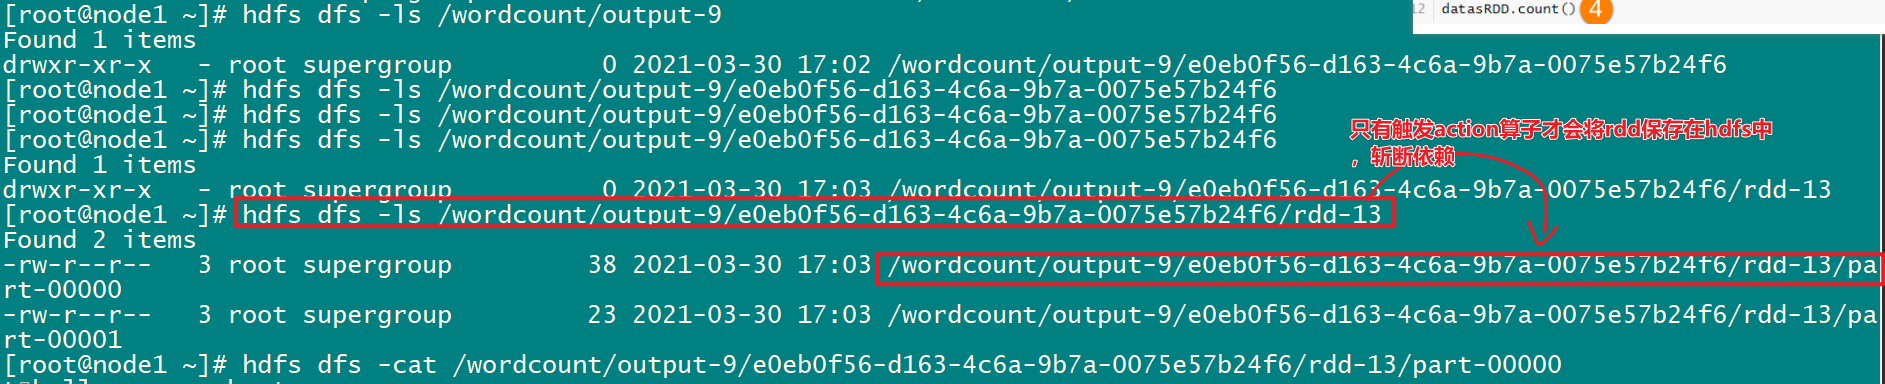 [root@node1 ~]# hdfs dfs -ls /wordcount/output-9
12 datasRDD.count() 4
Found 1 items
drwxr-xr-x   - root supergroup          0 2021-03-30 17:02 /wordcount/output-9/e0eb0f56-d163-4c6a-9b7a-0075e57b24f6
[root@node1 ~]# hdfs dfs -ls /wordcount/output-9/e0eb0f56-d163-4c6a-9b7a-0075e57b24f6
[root@node1 ~]# hdfs dfs -ls /wordcount/output-9/e0eb0f56-d163-4c6a-9b7a-0075e57b24f6
[root@node1 ~]# hdfs dfs -ls /wordcount/output-9/e0eb0f56-d163-4c6a-9b7a-0075e57b24f6
只有触发action算子才会将rdd保存在hdfs中
，斩断依赖
Found 1 items
drwxr-xr-x   - root supergroup          0 2021-03-30 17:03 /wordcount/output-9/e0eb0f56-d163-4c6a-9b7a-0075e57b24f6/rdd-13
[root@node1 ~]# hdfs dfs -ls /wordcount/output-9/e0eb0f56-d163-4c6a-9b7a-0075e57b24f6/rdd-13
Found 2 items
-rw-r--r--   3 root supergroup         38 2021-03-30 17:03 /wordcount/output-9/e0eb0f56-d163-4c6a-9b7a-0075e57b24f6/rdd-13/pa
rt-00000
-rw-r--r--   3 root supergroup         23 2021-03-30 17:03 /wordcount/output-9/e0eb0f56-d163-4c6a-9b7a-0075e57b24f6/rdd-13/pa
rt-00001
[root@node1 ~]# hdfs dfs -cat /wordcount/output-9/e0eb0f56-d163-4c6a-9b7a-0075e57b24f6/rdd-13/part-00000